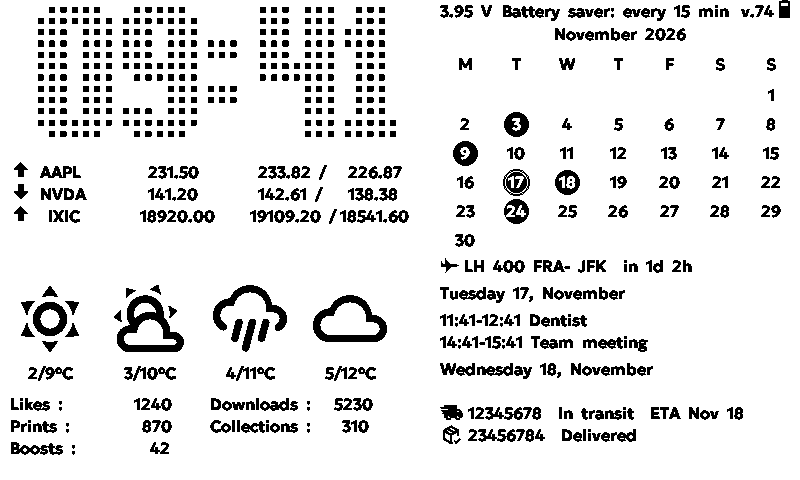 09:41
↑ AAPL 231.50 233.82 / 226.87
↓ NVDA 141.20 142.61 / 138.38
↑ IXIC 18920.00 19109.20 / 18541.60
2/9°C 3/10°C 4/11°C 5/12°C
Likes : 1240 Downloads : 5230
Prints : 870 Collections : 310
Boosts : 42
3.95 V Battery saver: every 15 min v.74
November 2026
M T W T F S S
1
2 3 4 5 6 7 8
9 10 11 12 13 14 15
16 17 18 19 20 21 22
23 24 25 26 27 28 29
30
LH 400 FRA- JFK in 1d 2h
Tuesday 17, November
11:41-12:41 Dentist
14:41-15:41 Team meeting
Wednesday 18, November
12345678 In transit ETA Nov 18
23456784 Delivered